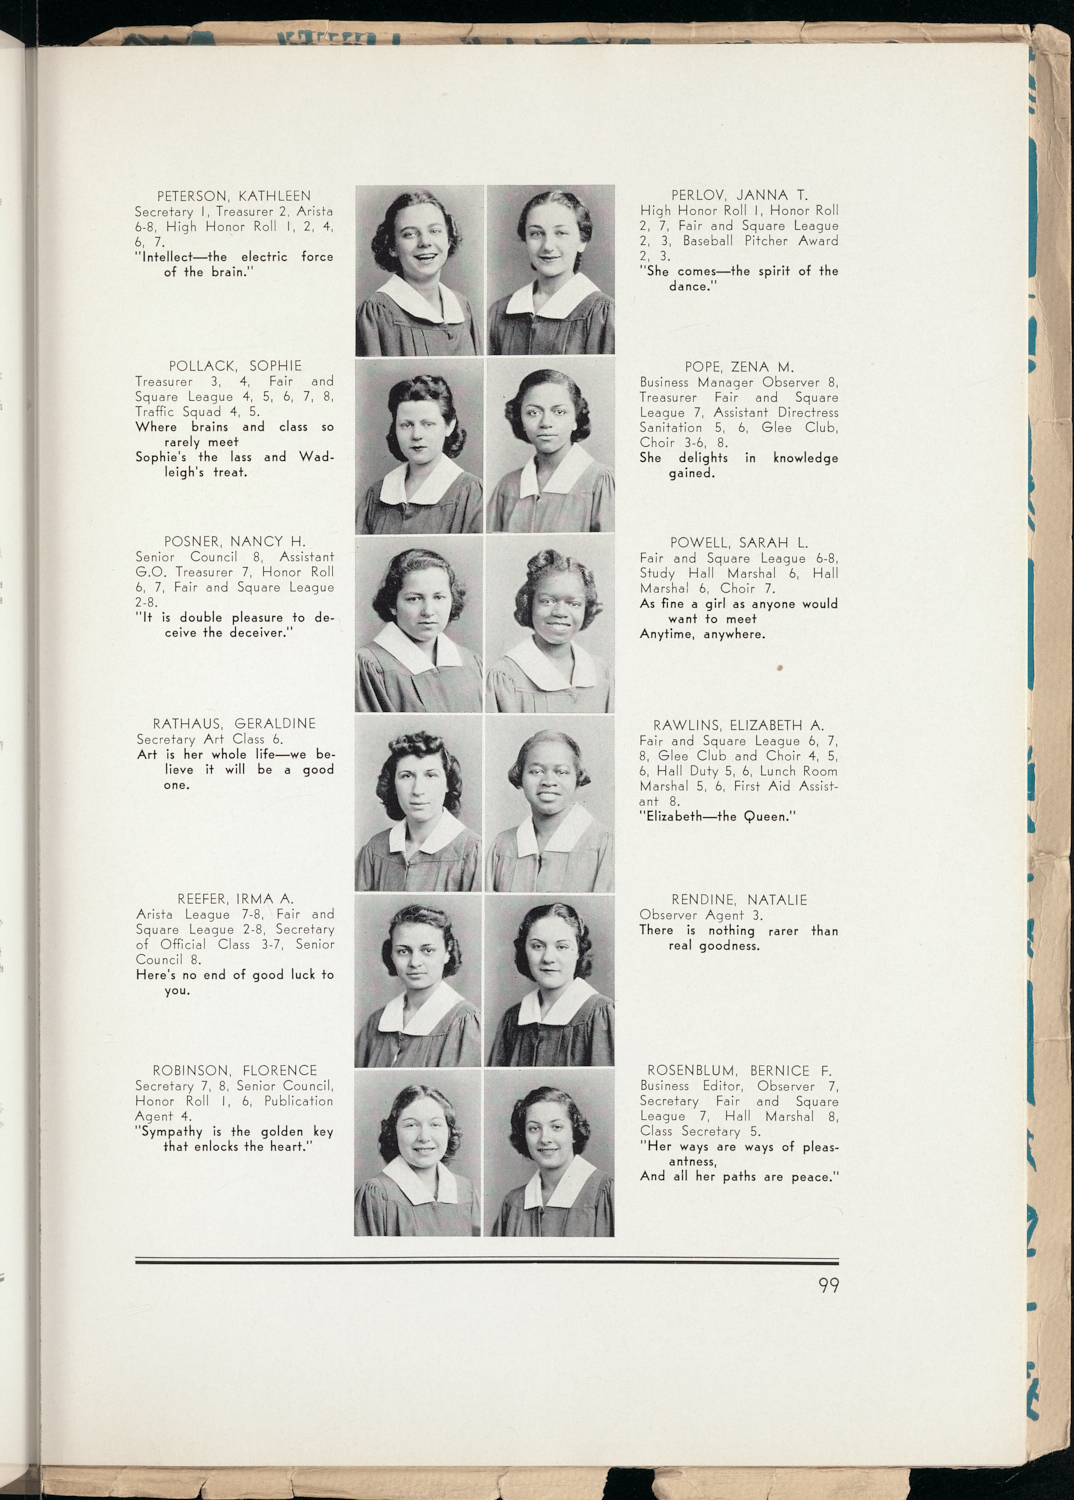 PETERSON, KATHLEEN
Secretary 1, Treasurer 2, Arista
6-8, High Honor Roll 1, 2, 4,
6, 7.
"Intellect—the electric force
of the brain."
PERLOV, JANNA T.
High Honor Roll 1, Honor Roll
2, 7, Fair and Square League
2, 3, Baseball Pitcher Award
2, 3.
"She comes—the spirit of the
dance."
POLLACK, SOPHIE
Treasurer 3, 4, Fair and
Square League 4, 5, 6, 7, 8,
Traffic Squad 4, 5.
Where brains and class so
rarely meet
Sophie's the lass and Wad-
leigh's treat.
POPE, ZENA M.
Business Manager Observer 8,
Treasurer Fair and Square
League 7, Assistant Directress
Sanitation 5, 6, Glee Club,
Choir 3-6, 8.
She delights in knowledge
gained.
POSNER, NANCY H.
Senior Council 8, Assistant
G.O. Treasurer 7, Honor Roll
6, 7, Fair and Square League
2-8.
"It is double pleasure to de-
ceive the deceiver."
POWELL, SARAH L.
Fair and Square League 6-8,
Study Hall Marshal 6, Hall
Marshal 6, Choir 7.
As fine a girl as anyone would
want to meet
Anytime, anywhere.
RATHAUS, GERALDINE
Secretary Art Class 6.
Art is her whole life—we be-
lieve it will be a good
one.
RAWLINS, ELIZABETH A.
Fair and Square League 6, 7,
8, Glee Club and Choir 4, 5,
6, Hall Duty 5, 6, Lunch Room
Marshal 5, 6, First Aid Assist-
ant 8.
"Elizabeth—the Queen."
REEFER, IRMA A.
Arista League 7-8, Fair and
Square League 2-8, Secretary
of Official Class 3-7, Senior
Council 8.
Here's no end of good luck to
you.
RENDINE, NATALIE
Observer Agent 3.
There is nothing rarer than
real goodness.
ROBINSON, FLORENCE
Secretary 7, 8, Senior Council,
Honor Roll 1, 6, Publication
Agent 4.
"Sympathy is the golden key
that enlocks the heart."
ROSENBLUM, BERNICE F.
Business Editor, Observer 7,
Secretary Fair and Square
League 7, Hall Marshal 8,
Class Secretary 5.
"Her ways are ways of pleas-
antness,
And all her paths are peace."
99